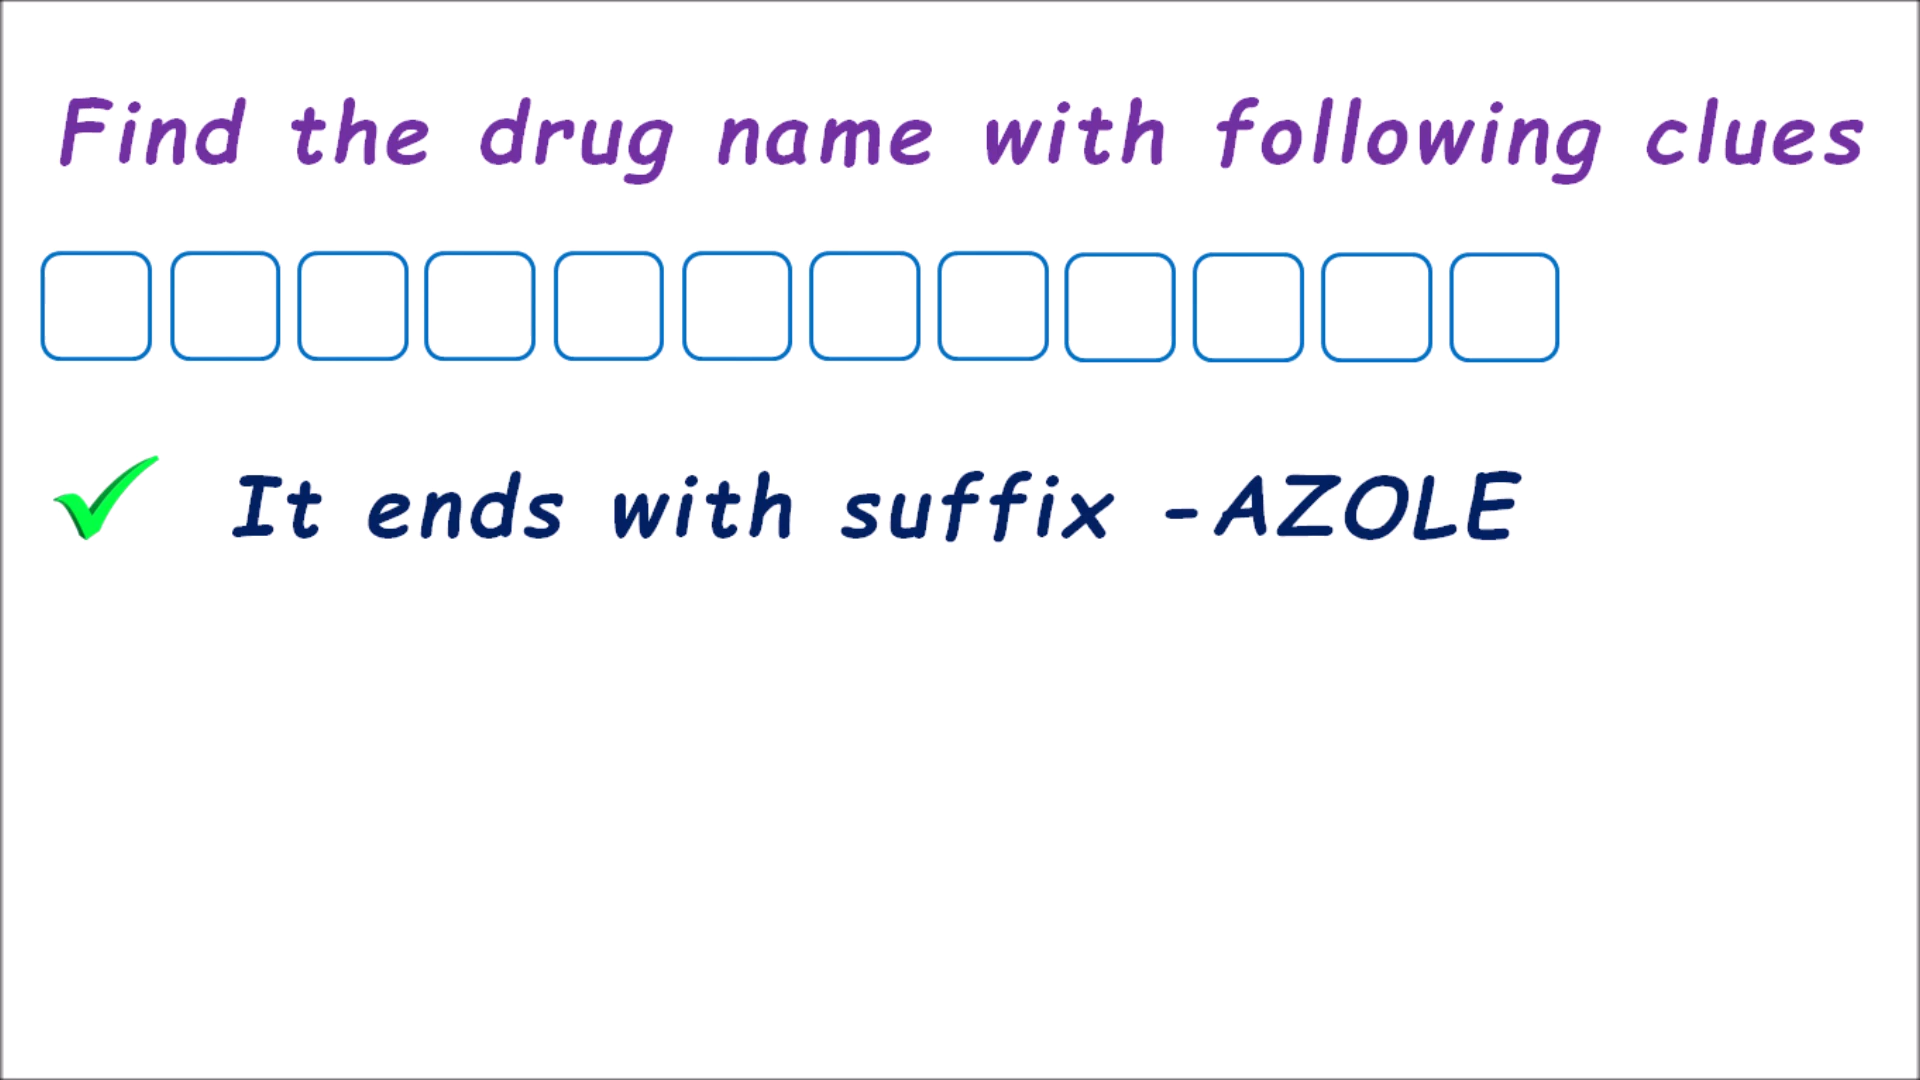 Find the drug name with following clues
It ends with suffix -AZOLE